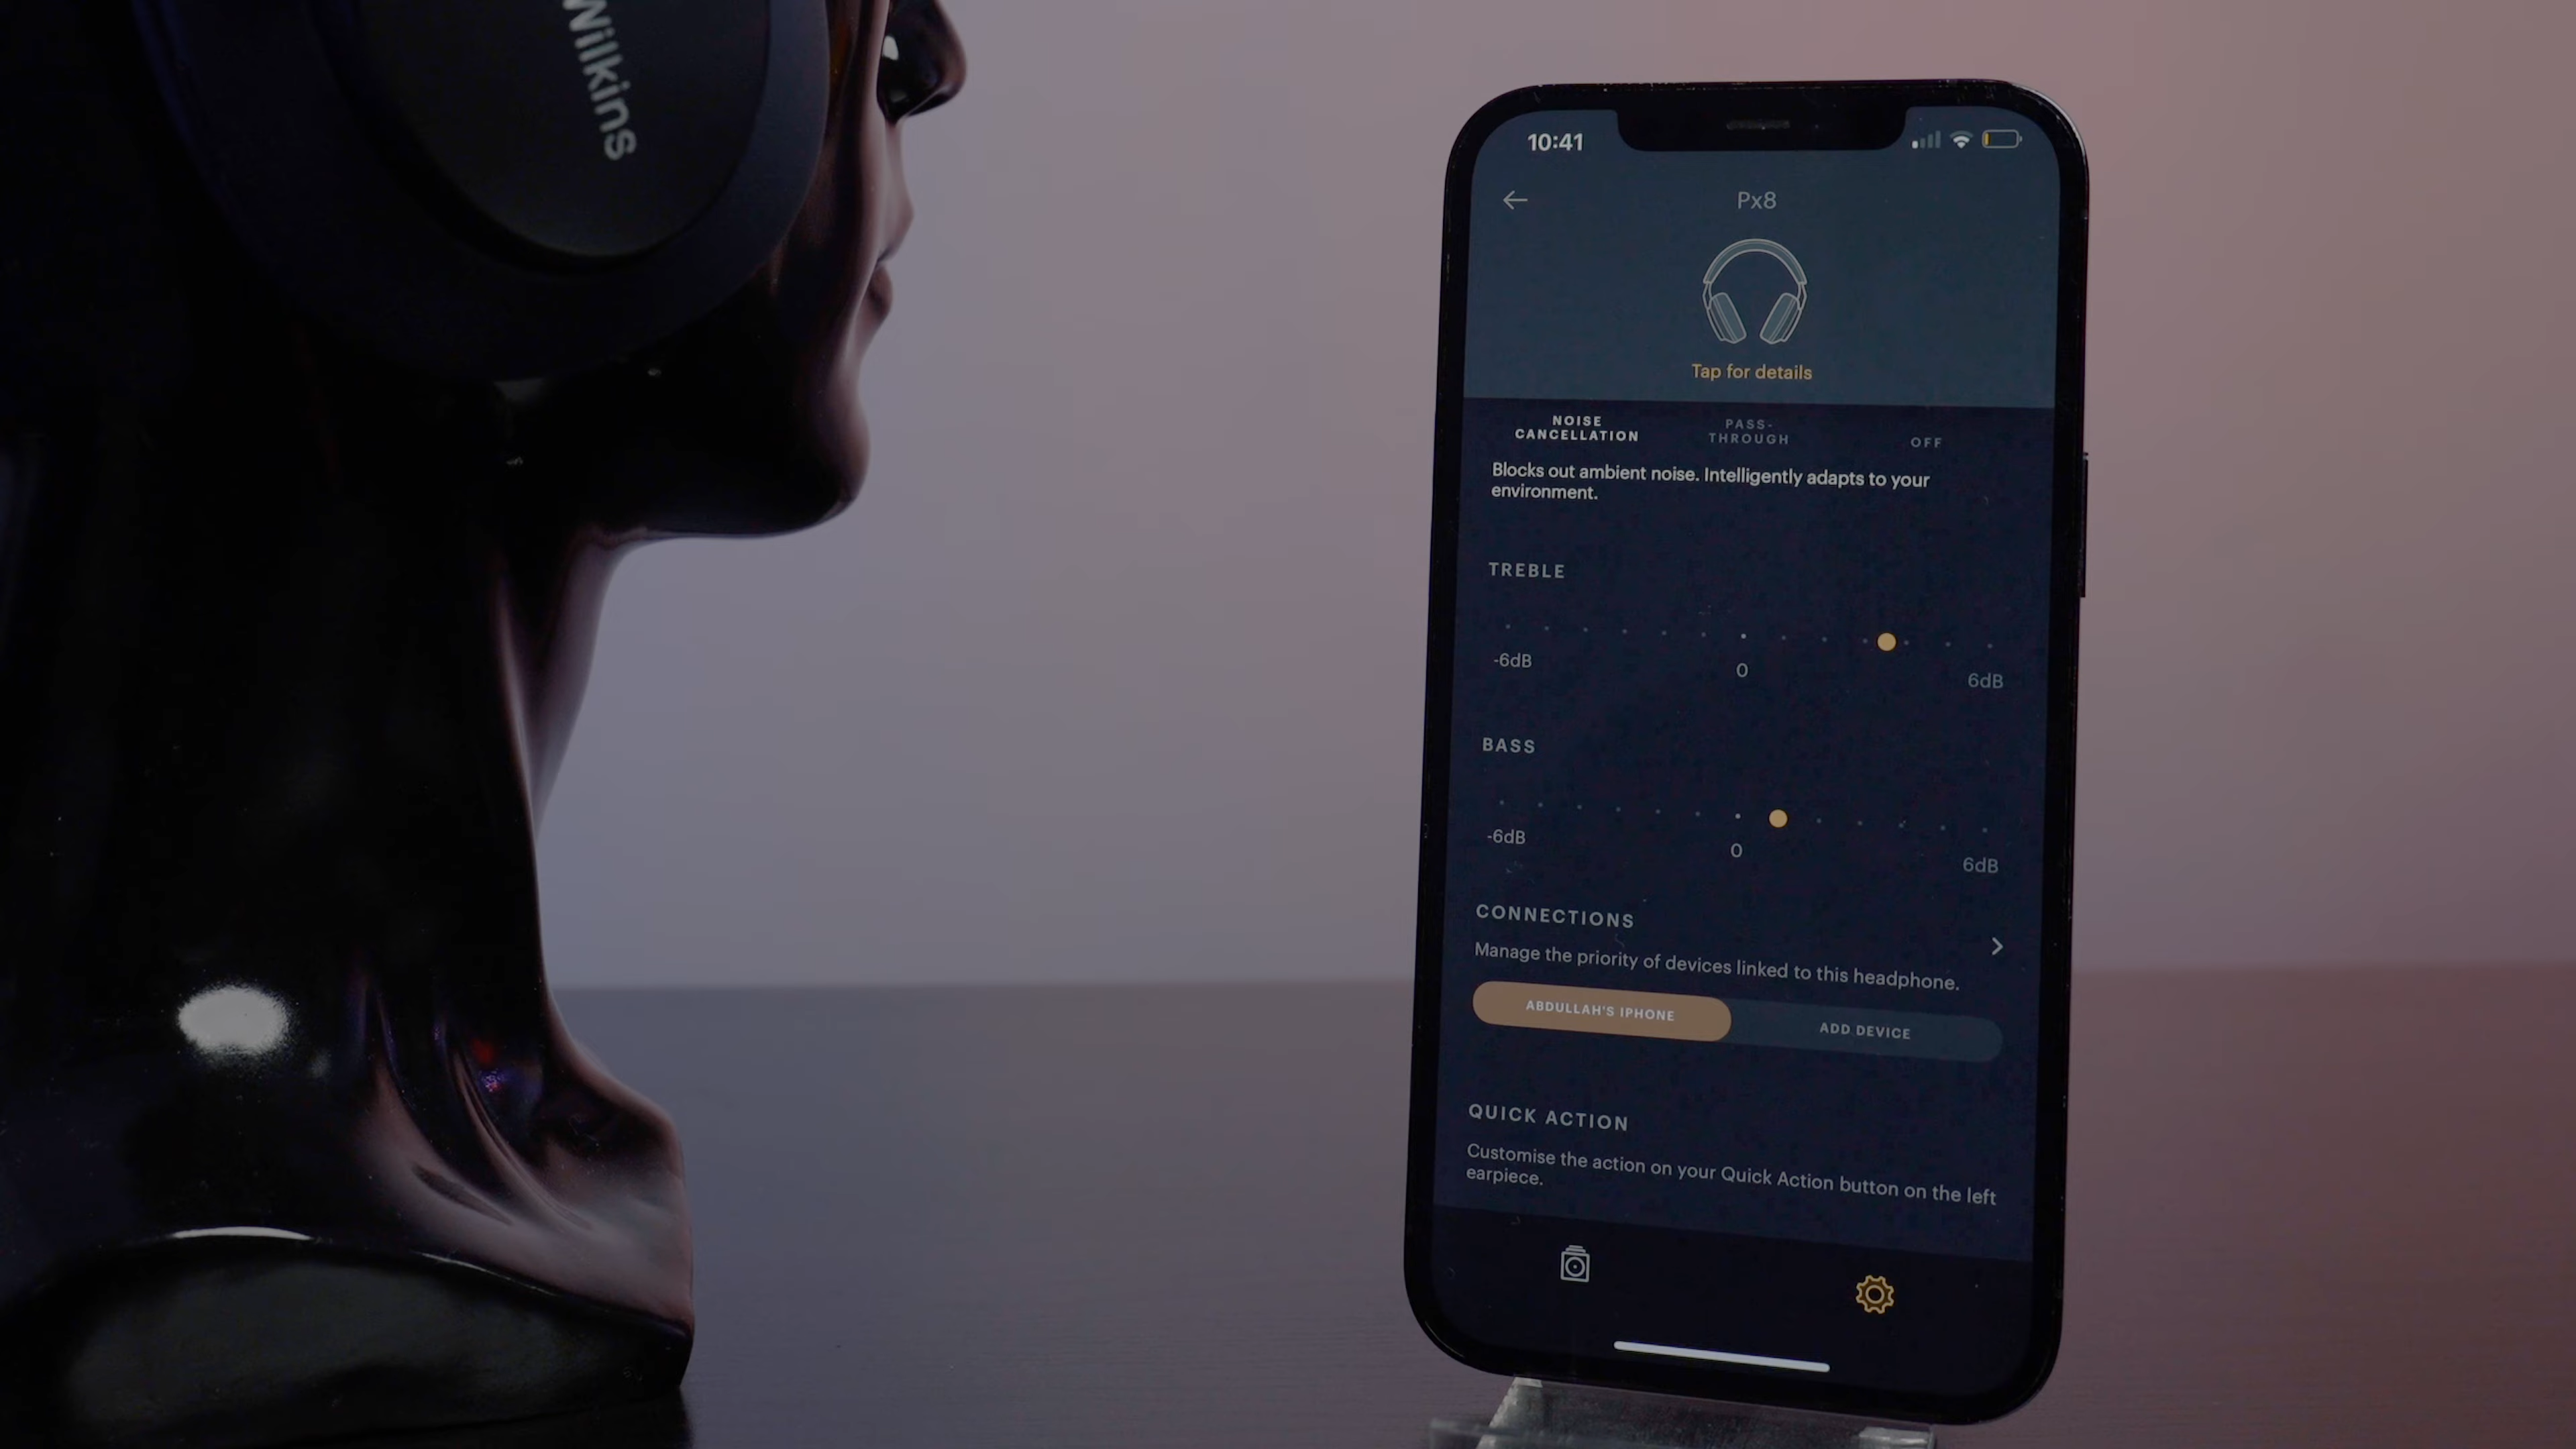 Wilkins
10:41
Px8
Tap for details
NOISE
CANCELLATION
PASS-
THROUGH
OFF
Blocks out ambient noise. Intelligently adapts to your
environment.
TREBLE
-6dB
0
6dB
BASS
-6dB
0
6dB
CONNECTIONS
Manage the priority of devices linked to this headphone.
ABDULLAH'S IPHONE
ADD DEVICE
QUICK ACTION
Customise the action on your Quick Action button on the left
earpiece.